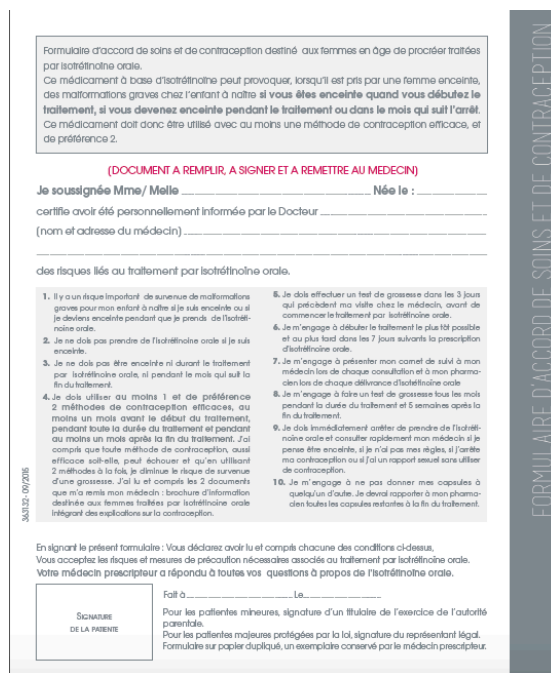 Formulaire d'accord de soins et de contraception destiné aux femmes en âge de procréer traitées
par isotrétinoïne orale.
Ce médicament à base d'isotrétinoïne peut provoquer, lorsqu'il est pris par une femme enceinte,
des malformations graves chez l'enfant à naître si vous êtes enceinte quand vous débutez le
traitement, si vous devenez enceinte pendant le traitement ou dans le mois qui suit l'arrêt.
Ce médicament doit donc être utilisé avec au moins une méthode de contraception efficace, et
de préférence 2.
(DOCUMENT A REMPLIR, A SIGNER ET A REMETTRE AU MEDECIN)
Je soussignée Mme/ Melle Née le :
certifie avoir été personnellement informée par le Docteur
(nom et adresse du médecin)
des risques liés au traitement par isotrétinoïne orale.
1. Il y a un risque important de survenue de malformations
graves pour mon enfant à naître si je suis enceinte ou si
je deviens enceinte pendant que je prends de l'isotréti-
noïne orale.
2. Je ne dois pas prendre de l'isotrétinoïne orale si je suis
enceinte.
3. Je ne dois pas être enceinte ni durant le traitement
par isotrétinoïne orale, ni pendant le mois qui suit la
fin du traitement.
4. Je dois utiliser au moins 1 et de préférence
2 méthodes de contraception efficaces, au
moins un mois avant le début du traitement,
pendant toute la durée du traitement et pendant
au moins un mois après la fin du traitement. J'ai
compris que toute méthode de contraception, aussi
efficace soit-elle, peut échouer et qu'en utilisant
2 méthodes à la fois, je diminue le risque de survenue
d'une grossesse. J'ai lu et compris les 2 documents
que m'a remis mon médecin : brochure d'information
destinée aux femmes traitées par isotrétinoïne orale
intégrant des explications sur la contraception.
5. Je dois effectuer un test de grossesse dans les 3 jours
qui précèdent ma visite chez le médecin, avant de
commencer le traitement par isotrétinoïne orale.
6. Je m'engage à débuter le traitement le plus tôt possible
et au plus tard dans les 7 jours suivants la prescription
d'isotrétinoïne orale.
7. Je m'engage à présenter mon carnet de suivi à mon
médecin lors de chaque consultation et à mon pharma-
cien lors de chaque délivrance d'isotrétinoïne orale
8. Je m'engage à faire un test de grossesse tous les mois
pendant la durée du traitement et 5 semaines après la
fin du traitement.
9. Je dois immédiatement arrêter de prendre de l'isotréti-
noïne orale et consulter rapidement mon médecin si je
pense être enceinte, si je n'ai pas mes règles, si j'arrête
ma contraception ou si j'ai un rapport sexuel sans utiliser
de contraception.
10. Je m'engage à ne pas donner mes capsules à
quelqu'un d'autre. Je devrai rapporter à mon pharma-
cien toutes les capsules restantes à la fin du traitement.
363132- 09/2015
En signant le présent formulaire : Vous déclarez avoir lu et compris chacune des conditions ci-dessus,
Vous acceptez les risques et mesures de précaution nécessaires associés au traitement par isotrétinoïne orale.
Votre médecin prescripteur a répondu à toutes vos questions à propos de l'isotrétinoïne orale.
SIGNATURE
DE LA PATIENTE
Fait à Le
Pour les patientes mineures, signature d'un titulaire de l'exercice de l'autorité
parentale.
Pour les patientes majeures protégées par la loi, signature du représentant légal.
Formulaire sur papier dupliqué, un exemplaire conservé par le médecin prescripteur.
FORMULAIRE D'ACCORD DE SOINS ET DE CONTRACEPTION